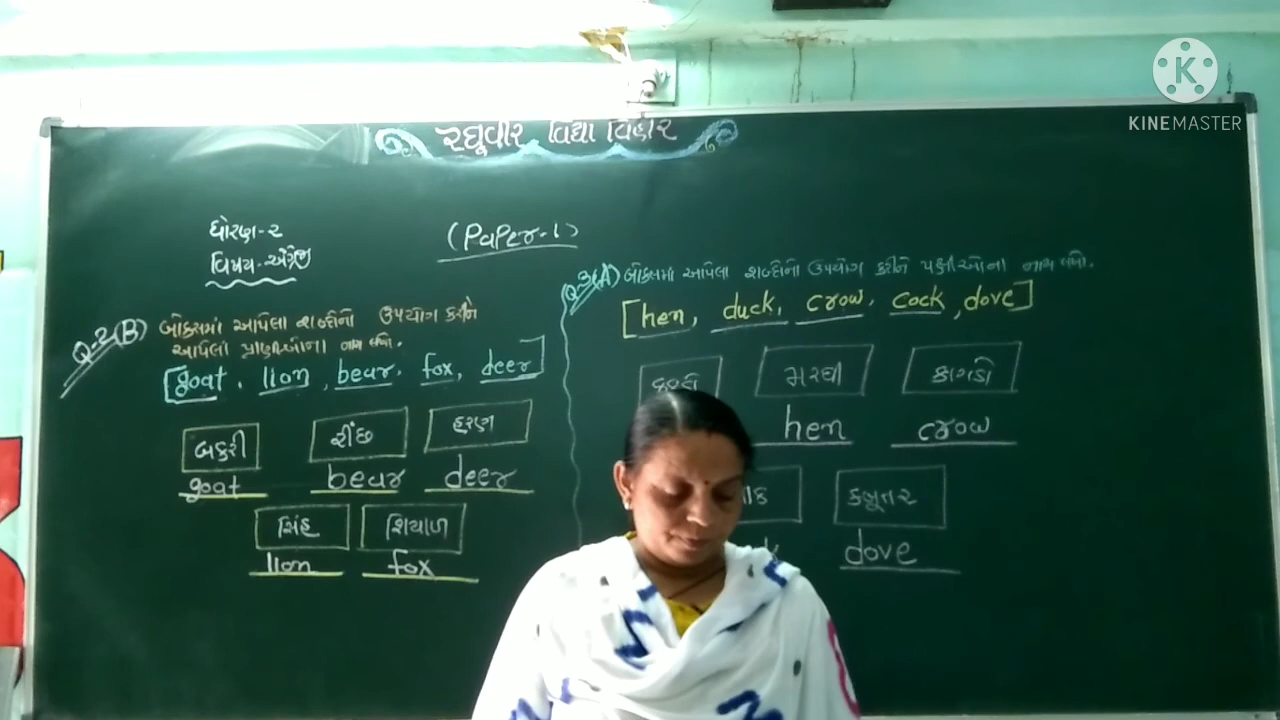 રઘુવીર વિદ્યા વિહાર
K
KINEMASTER
ધોરણ-૨
વિષય-અંગ્રેજી
(PaPer-1)
Q-2(B) બોક્સમાં આપેલા શબ્દોનો ઉપયોગ કરીને
આપેલા પ્રાણીઓના નામ લખો.
[goat, lion, bear, fox, deer]
બકરી રીંછ હરણ
goat bear deer
સિંહ શિયાળ
lion fox
Q-3(A) બોક્સમાં આપેલા શબ્દોનો ઉપયોગ કરીને પક્ષીઓના નામ લખો.
[hen, duck, crow, cock, dove]
મરઘી કાગડો
hen crow
કબૂતર
dove